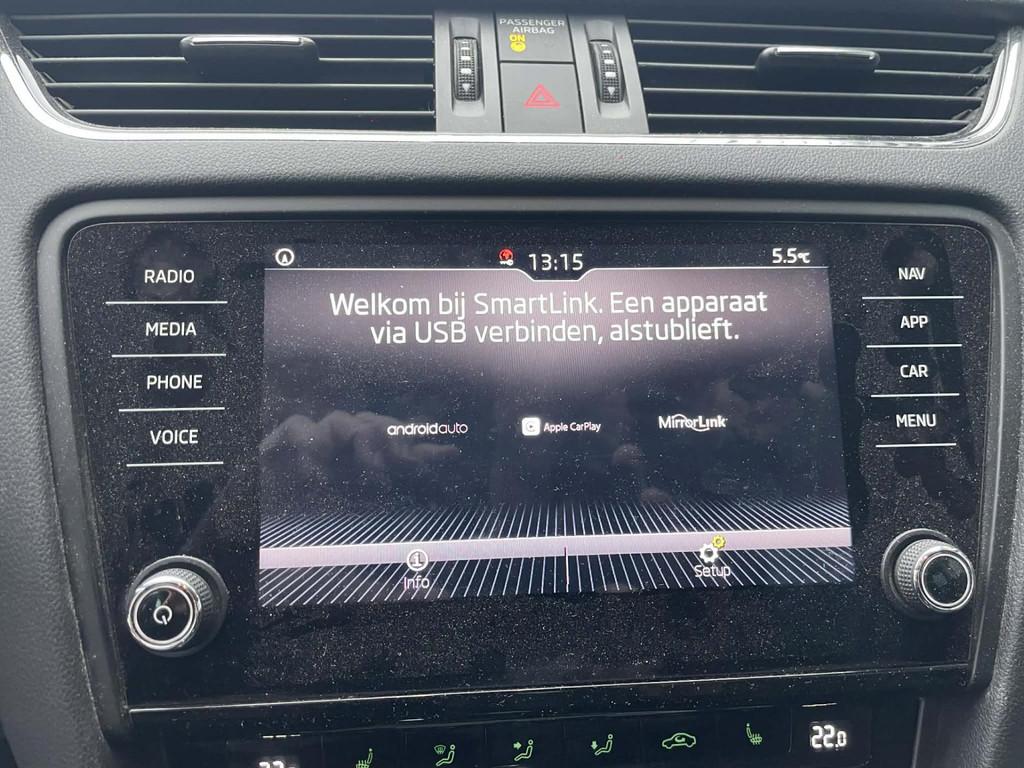 PASSENGER
AIRBAG
ON
RADIO
MEDIA
PHONE
VOICE
13:15
5.5°C
Welkom bij SmartLink. Een apparaat
via USB verbinden, alstublieft.
androidauto
Apple CarPlay
MirrorLink
Info
Setup
NAV
APP
CAR
MENU
22.0